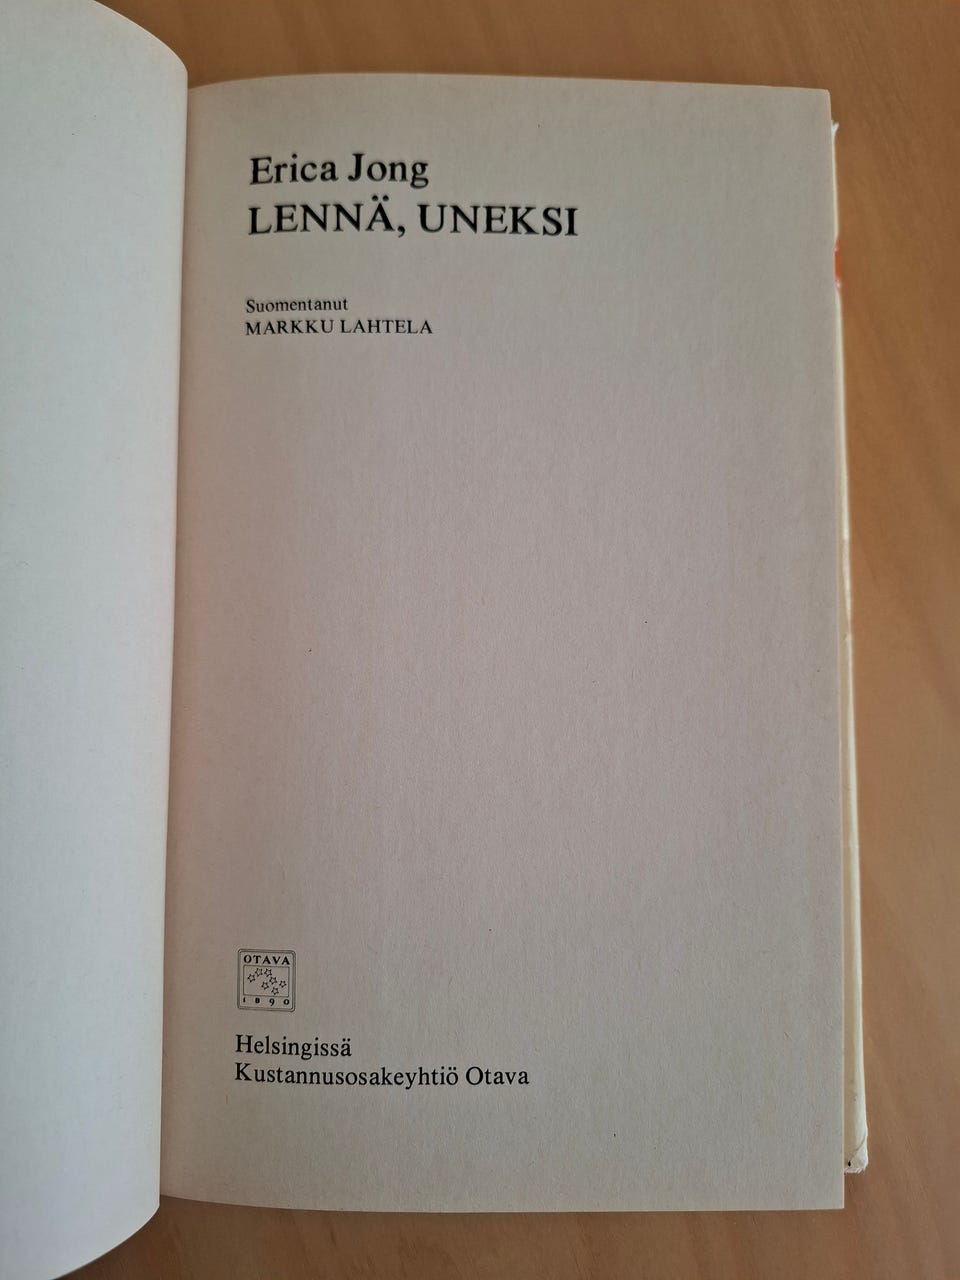 Erica Jong
LENNÄ, UNEKSI
Suomentanut
MARKKU LAHTELA
OTAVA
1890
Helsingissä
Kustannusosakeyhtiö Otava